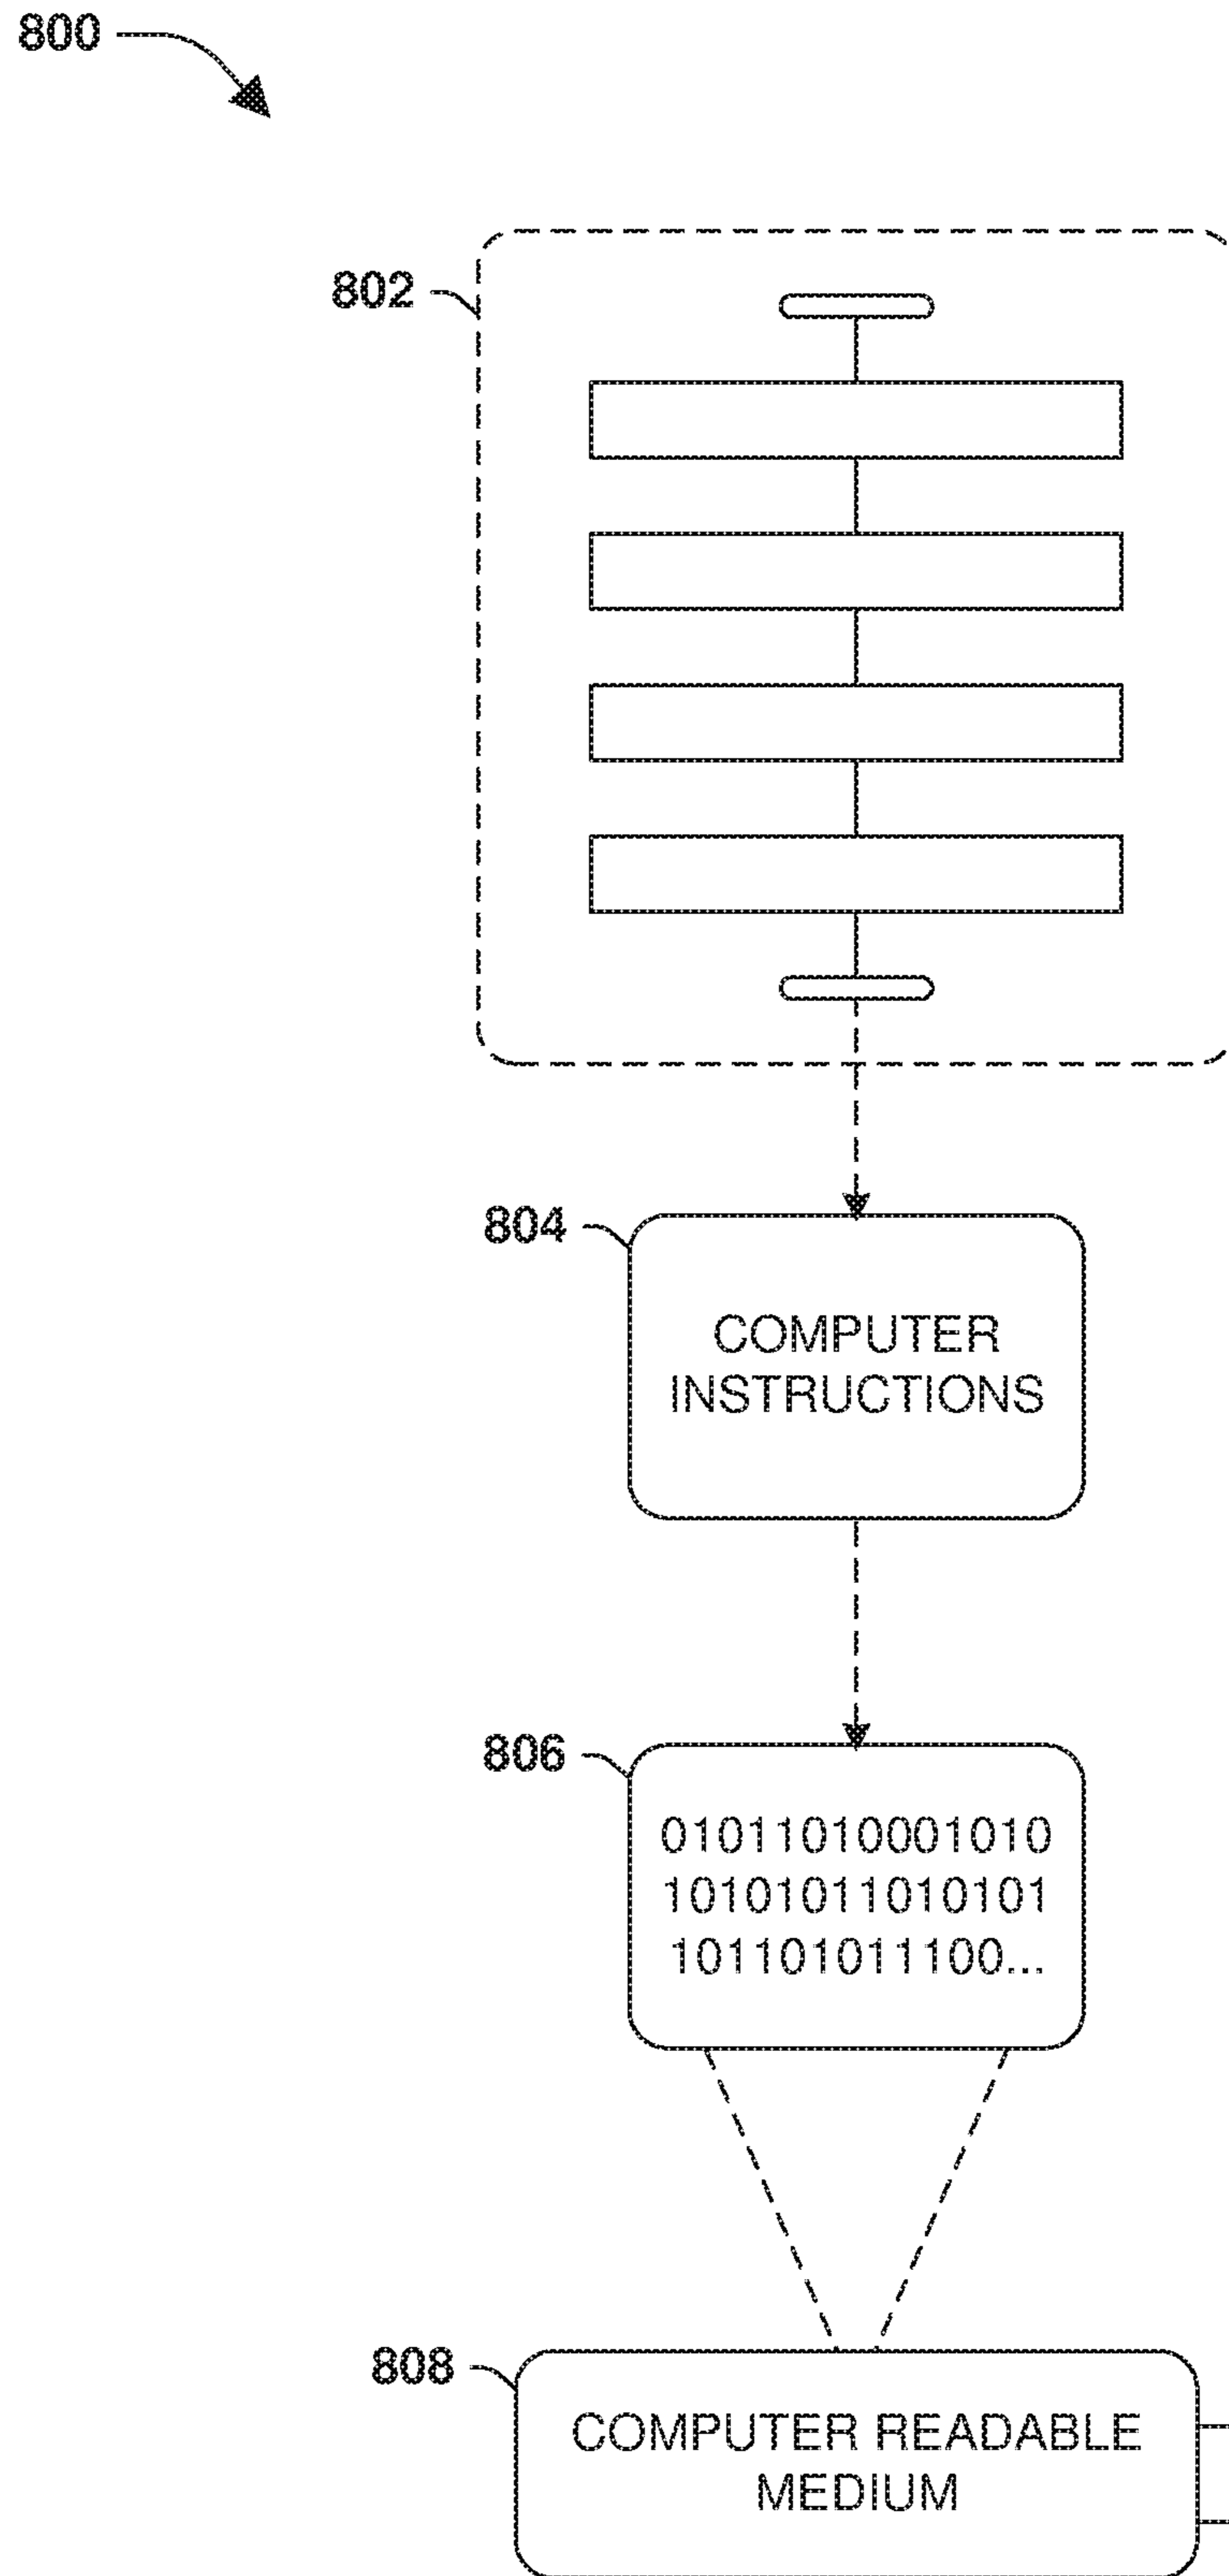 800
802
804
COMPUTER
INSTRUCTIONS
806
01011010001010
10101011010101
101101011100...
808
COMPUTER READABLE
MEDIUM